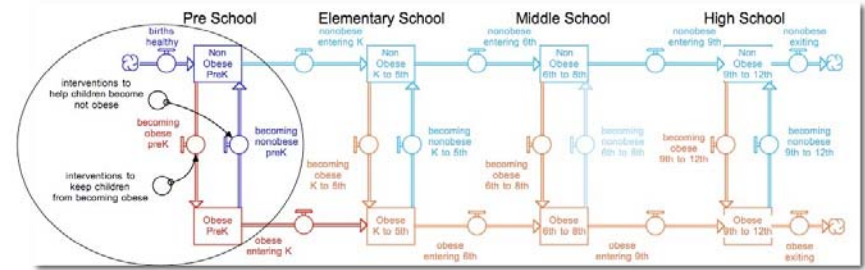 Pre School
Elementary School
Middle School
High School
births
healthy
nonobese
entering K
nonobese
entering 6th
nonobese
entering 9th
nonobese
exiting
Non
Obese
PreK
Non
Obese
K to 5th
Non
Obese
6th to 8th
Non
Obese
9th to 12th
interventions to
help children become
not obese
becoming
obese
preK
becoming
nonobese
preK
becoming
obese
K to 5th
becoming
nonobese
K to 5th
becoming
obese
6th to 8th
becoming
nonobese
6th to 8th
becoming
obese
9th to 12th
becoming
nonobese
9th to 12th
interventions to
keep children
from becoming obese
Obese
PreK
Obese
K to 5th
Obese
6th to 8th
Obese
9th to 12th
obese
entering K
obese
entering 6th
obese
entering 9th
obese
exiting